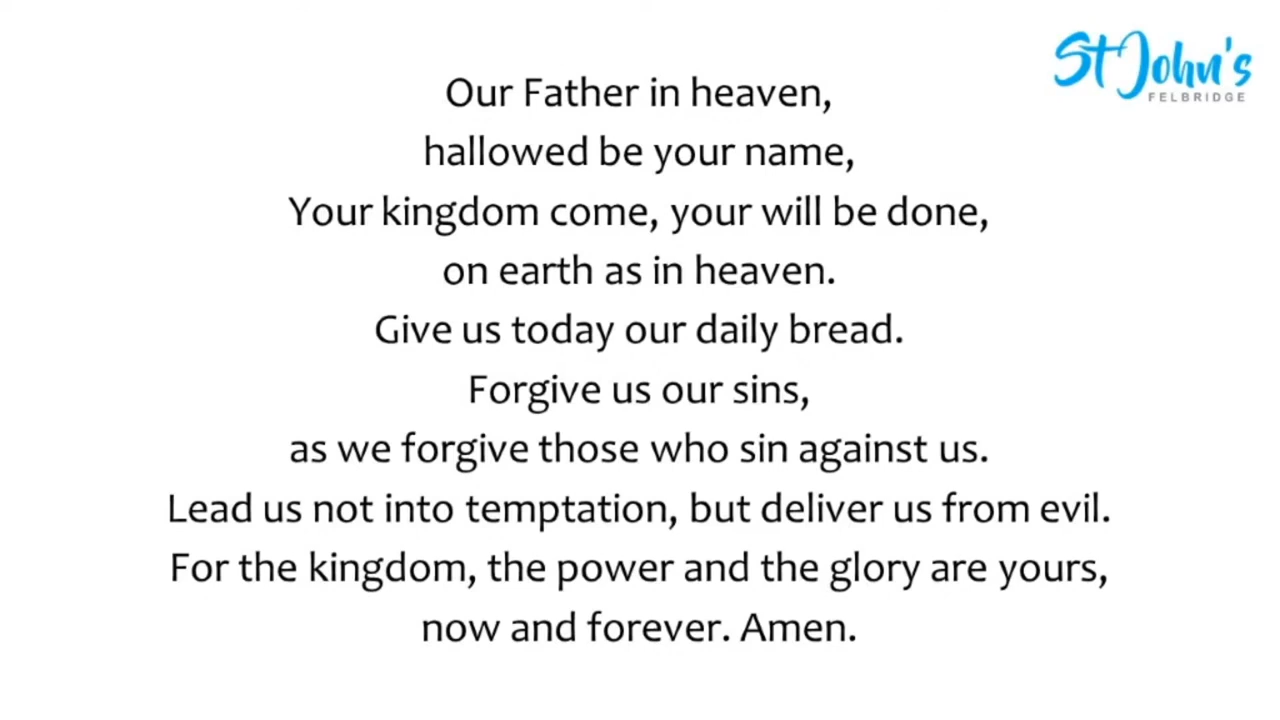 St John's
FELBRIDGE
Our Father in heaven,
hallowed be your name,
Your kingdom come, your will be done,
on earth as in heaven.
Give us today our daily bread.
Forgive us our sins,
as we forgive those who sin against us.
Lead us not into temptation, but deliver us from evil.
For the kingdom, the power and the glory are yours,
now and forever. Amen.